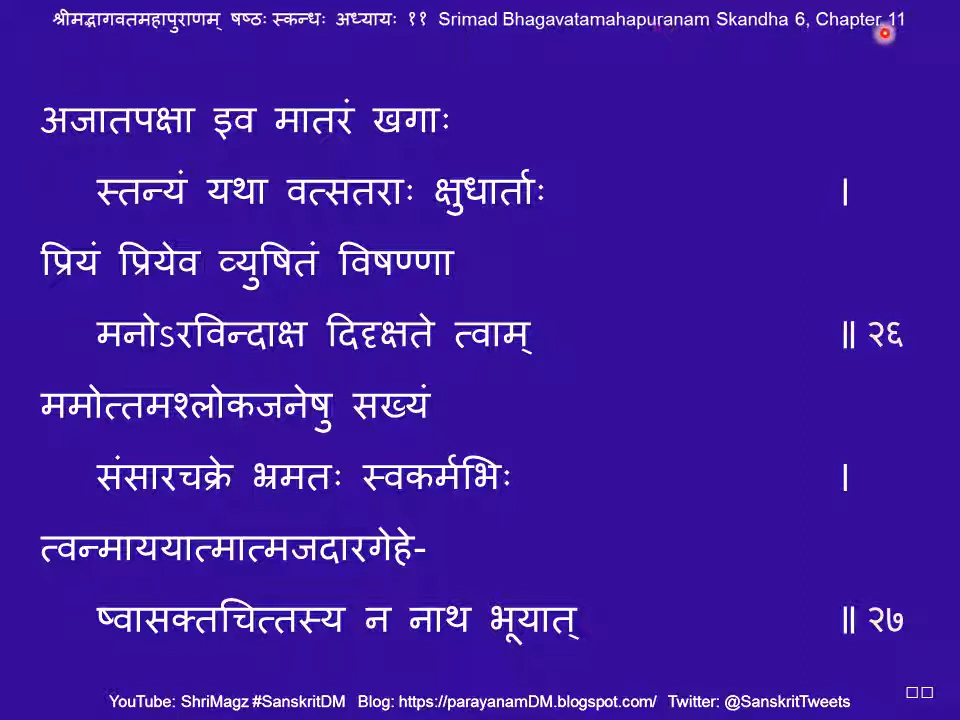 श्रीमद्भागवतमहापुराणम् षष्ठः स्कन्धः अध्यायः ११ Srimad Bhagavatamahapuranam Skandha 6, Chapter 11
अजातपक्षा इव मातरं खगाः
स्तन्यं यथा वत्सतराः क्षुधार्ताः ।
प्रियं प्रियेव व्युषितं विषण्णा
मनोऽरविन्दाक्ष दिदृक्षते त्वाम् ॥ २६
ममोत्तमश्लोकजनेषु सख्यं
संसारचक्रे भ्रमतः स्वकर्मभिः ।
त्वन्माययात्मात्मजदारगेहे-
ष्वासक्तचित्तस्य न नाथ भूयात् ॥ २७
YouTube: ShriMagz #SanskritDM Blog: https://parayanamDM.blogspot.com/ Twitter: @SanskritTweets